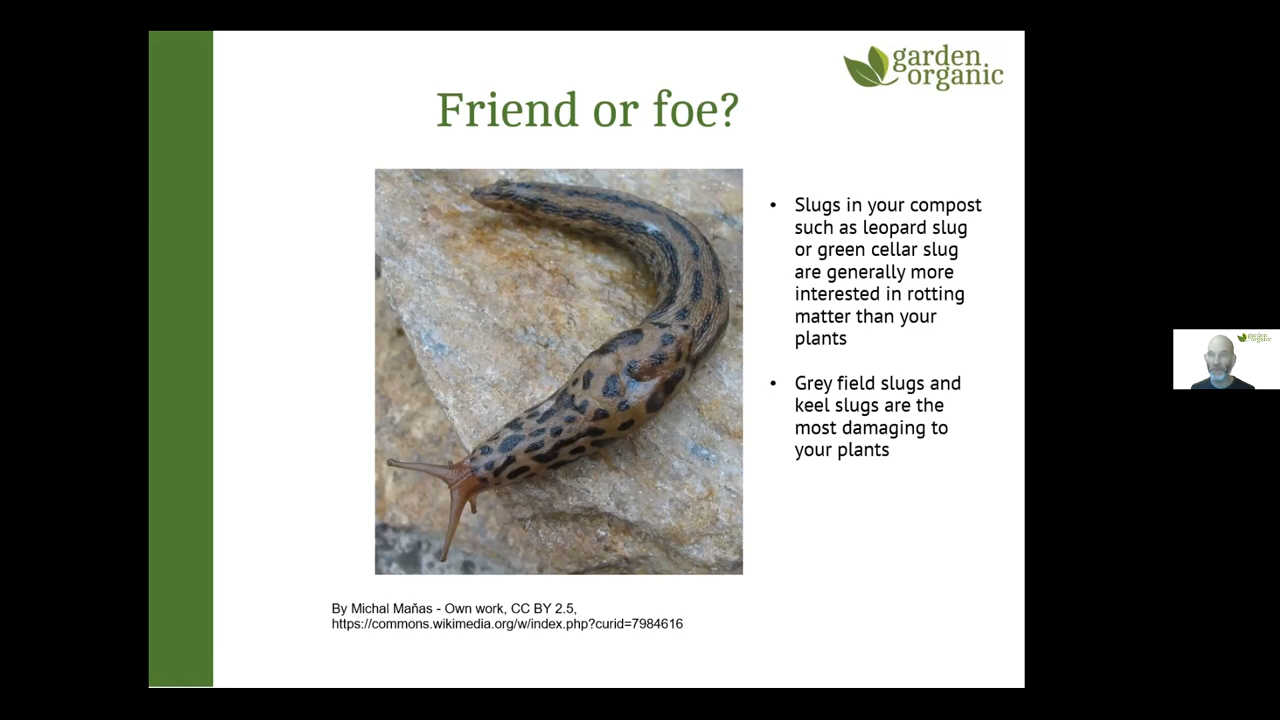 garden
organic
Friend or foe?
• Slugs in your compost
such as leopard slug
or green cellar slug
are generally more
interested in rotting
matter than your
plants
• Grey field slugs and
keel slugs are the
most damaging to
your plants
By Michal Maňas - Own work, CC BY 2.5,
https://commons.wikimedia.org/w/index.php?curid=7984616
garden
organic